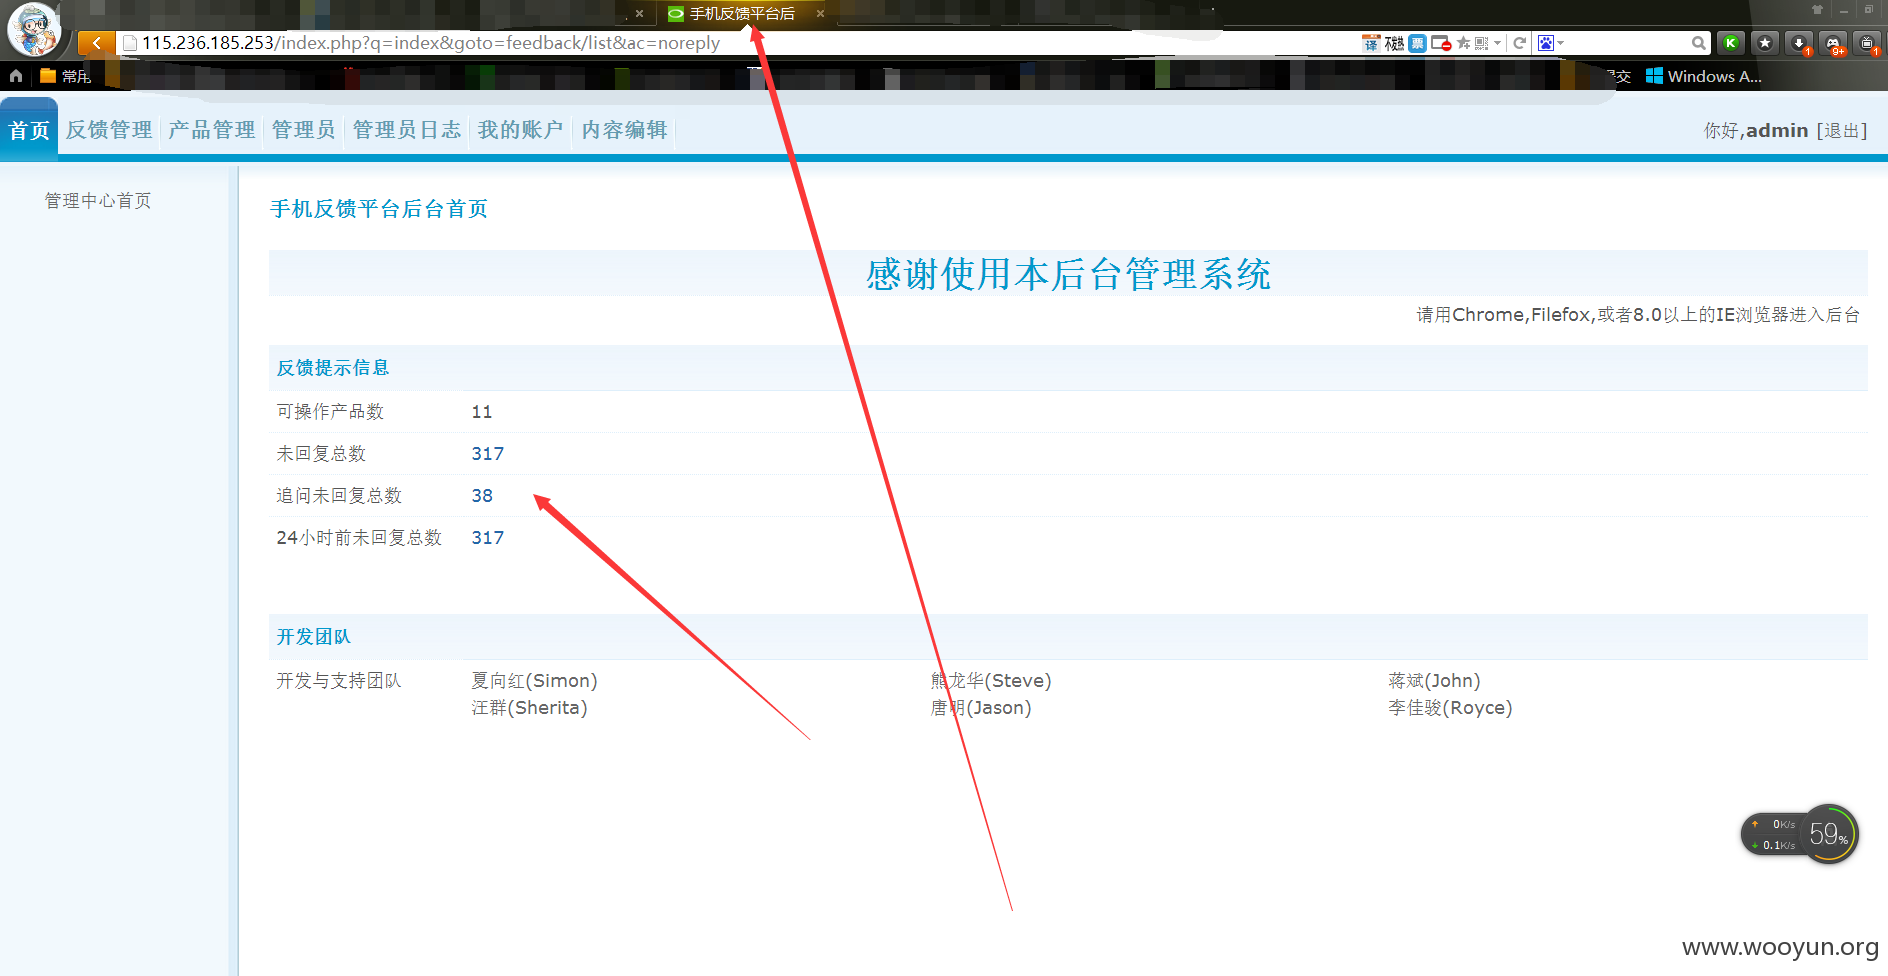 手机反馈平台后
115.236.185.253/index.php?q=index&goto=feedback/list&ac=noreply
译 不发热 票
常用
交 Windows A...
首页 反馈管理 产品管理 管理员 管理员日志 我的账户 内容编辑
你好,admin [退出]
管理中心首页
手机反馈平台后台首页
感谢使用本后台管理系统
请用Chrome,Filefox,或者8.0以上的IE浏览器进入后台
反馈提示信息
可操作产品数 11
未回复总数 317
追问未回复总数 38
24小时前未回复总数 317
开发团队
开发与支持团队 夏向红(Simon) 熊龙华(Steve) 蒋斌(John)
汪群(Sherita) 唐明(Jason) 李佳骏(Royce)
0K/s
0.1K/s
59%
www.wooyun.org